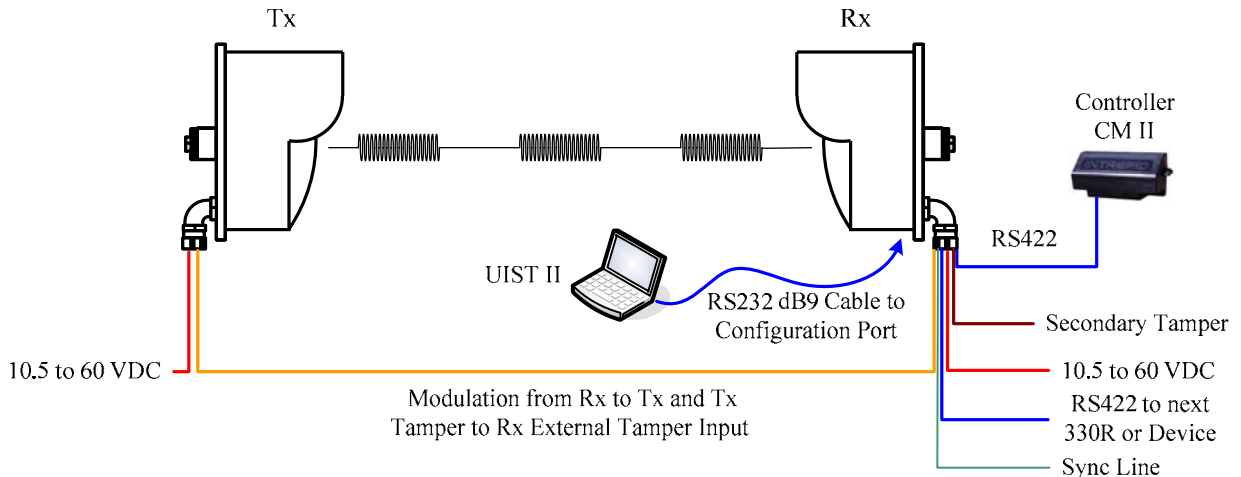 Tx
Rx
Controller
CM II
INTREPID
RS422
UIST II
RS232 dB9 Cable to
Configuration Port
Secondary Tamper
10.5 to 60 VDC
10.5 to 60 VDC
Modulation from Rx to Tx and Tx
Tamper to Rx External Tamper Input
RS422 to next
330R or Device
Sync Line